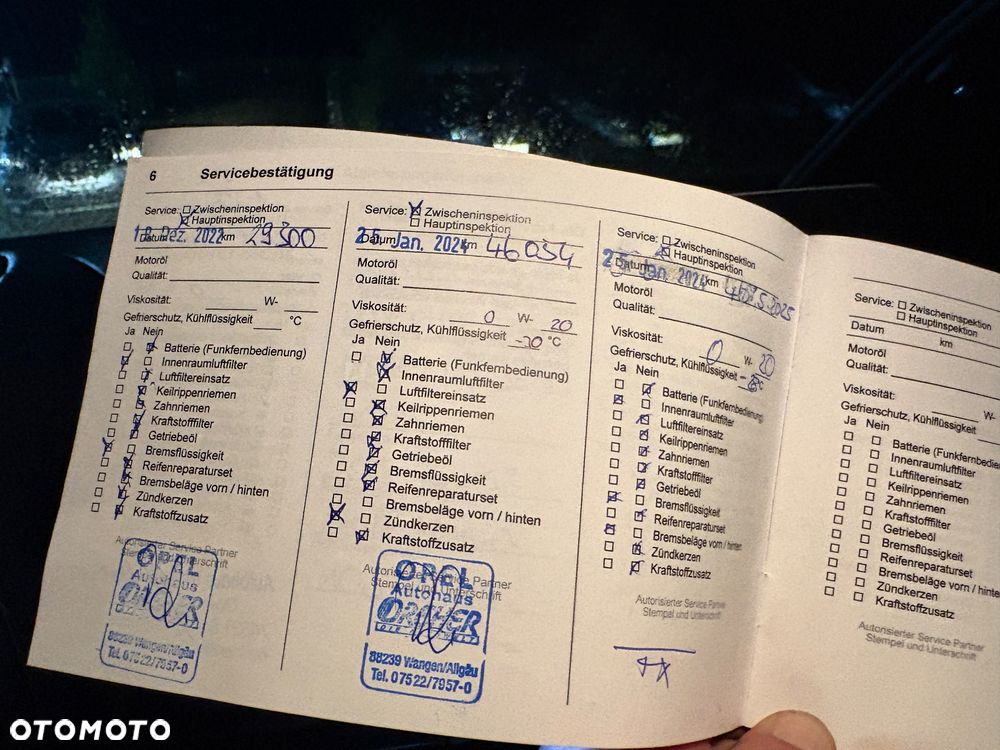 6 Servicebestätigung
Service: Zwischeninspektion
Hauptinspektion
Datum 19 Dez. 2022 km 29300
Motoröl
Qualität:
Viskosität: W-
Gefrierschutz, Kühlflüssigkeit °C
Ja Nein
Batterie (Funkfernbedienung)
Innenraumluftfilter
Luftfiltereinsatz
Keilrippenriemen
Zahnriemen
Kraftstofffilter
Getriebeöl
Bremsflüssigkeit
Reifenreparaturset
Bremsbeläge vorn / hinten
Zündkerzen
Kraftstoffzusatz
Autorisierter Service Partner
Stempel und Unterschrift
OPEL
Autohaus
88239 Wangen/Allgäu
Tel. 07522/7957-0
Service: Zwischeninspektion
Hauptinspektion
Datum 25 Jan. 2024 km 46034
Motoröl
Qualität:
Viskosität: 0 W- 20
Gefrierschutz, Kühlflüssigkeit -20 °C
Ja Nein
Batterie (Funkfernbedienung)
Innenraumluftfilter
Luftfiltereinsatz
Keilrippenriemen
Zahnriemen
Kraftstofffilter
Getriebeöl
Bremsflüssigkeit
Reifenreparaturset
Bremsbeläge vorn / hinten
Zündkerzen
Kraftstoffzusatz
Autorisierter Service Partner
Stempel und Unterschrift
OPEL
Autohaus
88239 Wangen/Allgäu
Tel. 07522/7957-0
Service: Zwischeninspektion
Hauptinspektion
Datum 25 Jan. 2024 km
Motoröl
Qualität:
Viskosität: 0 W- 20
Gefrierschutz, Kühlflüssigkeit °C
Ja Nein
Batterie (Funkfernbedienung)
Innenraumluftfilter
Luftfiltereinsatz
Keilrippenriemen
Zahnriemen
Kraftstofffilter
Getriebeöl
Bremsflüssigkeit
Reifenreparaturset
Bremsbeläge vorn / hinten
Zündkerzen
Kraftstoffzusatz
Autorisierter Service Partner
Stempel und Unterschrift
Service: Zwischeninspektion
Hauptinspektion
Datum km
Motoröl
Qualität:
Viskosität: W-
Gefrierschutz, Kühlflüssigkeit
Ja Nein
Batterie (Funkfernbedienung)
Innenraumluftfilter
Luftfiltereinsatz
Keilrippenriemen
Zahnriemen
Kraftstofffilter
Getriebeöl
Bremsflüssigkeit
Reifenreparaturset
Bremsbeläge vorn / hinten
Zündkerzen
Kraftstoffzusatz
Autorisierter Service Partner
Stempel und Unterschrift
OTOMOTO